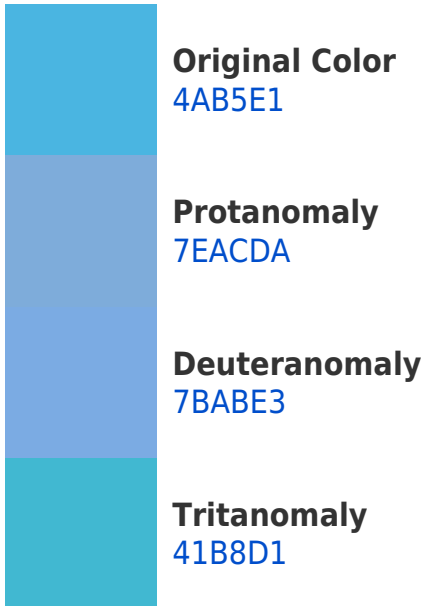 Original Color
4AB5E1
Protanomaly
7EACDA
Deuteranomaly
7BABE3
Tritanomaly
41B8D1